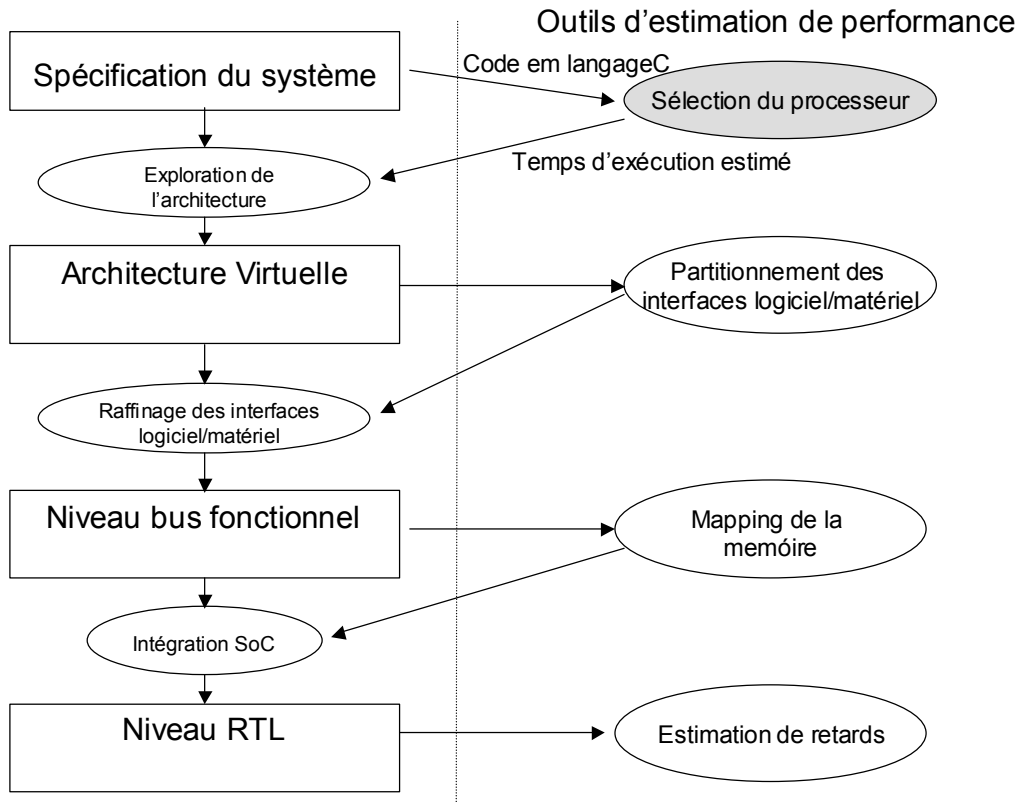 Outils d'estimation de performance
Spécification du système
Code em langageC
Sélection du processeur
Temps d'exécution estimé
Exploration de
l'architecture
Architecture Virtuelle
Partitionnement des
interfaces logiciel/matériel
Raffinage des interfaces
logiciel/matériel
Niveau bus fonctionnel
Mapping de la
memóire
Intégration SoC
Niveau RTL
Estimation de retards